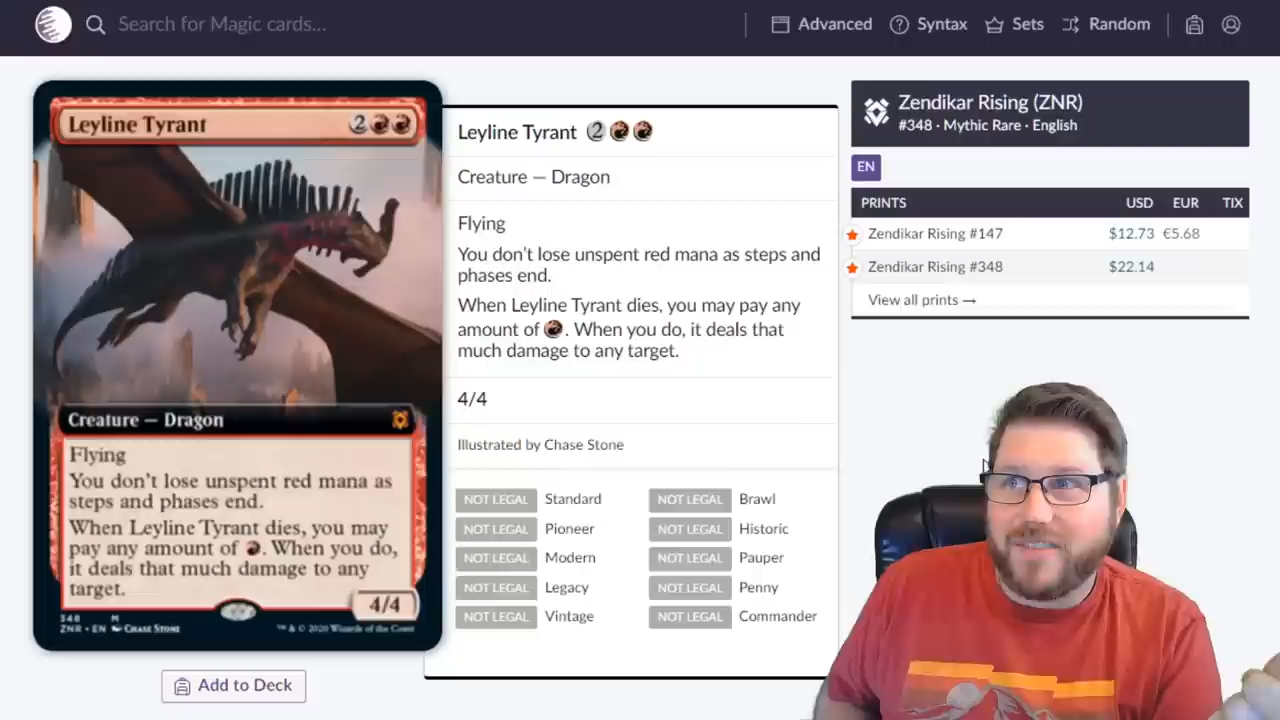 Search for Magic cards...
Advanced
Syntax
Sets
Random
Leyline Tyrant 2
Creature — Dragon
Flying
You don't lose unspent red mana as
steps and phases end.
When Leyline Tyrant dies, you may
pay any amount of . When you do,
it deals that much damage to any
target.
4/4
348 M
ZNR • EN CHASE STONE
™ & © 2020 Wizards of the Coast
Add to Deck
Leyline Tyrant 2
Creature — Dragon
Flying
You don't lose unspent red mana as steps and
phases end.
When Leyline Tyrant dies, you may pay any
amount of . When you do, it deals that
much damage to any target.
4/4
Illustrated by Chase Stone
NOT LEGAL Standard NOT LEGAL Brawl
NOT LEGAL Pioneer NOT LEGAL Historic
NOT LEGAL Modern NOT LEGAL Pauper
NOT LEGAL Legacy NOT LEGAL Penny
NOT LEGAL Vintage NOT LEGAL Commander
Zendikar Rising (ZNR)
#348 · Mythic Rare · English
EN
PRINTS USD EUR TIX
Zendikar Rising #147 $12.73 €5.68
Zendikar Rising #348 $22.14
View all prints →